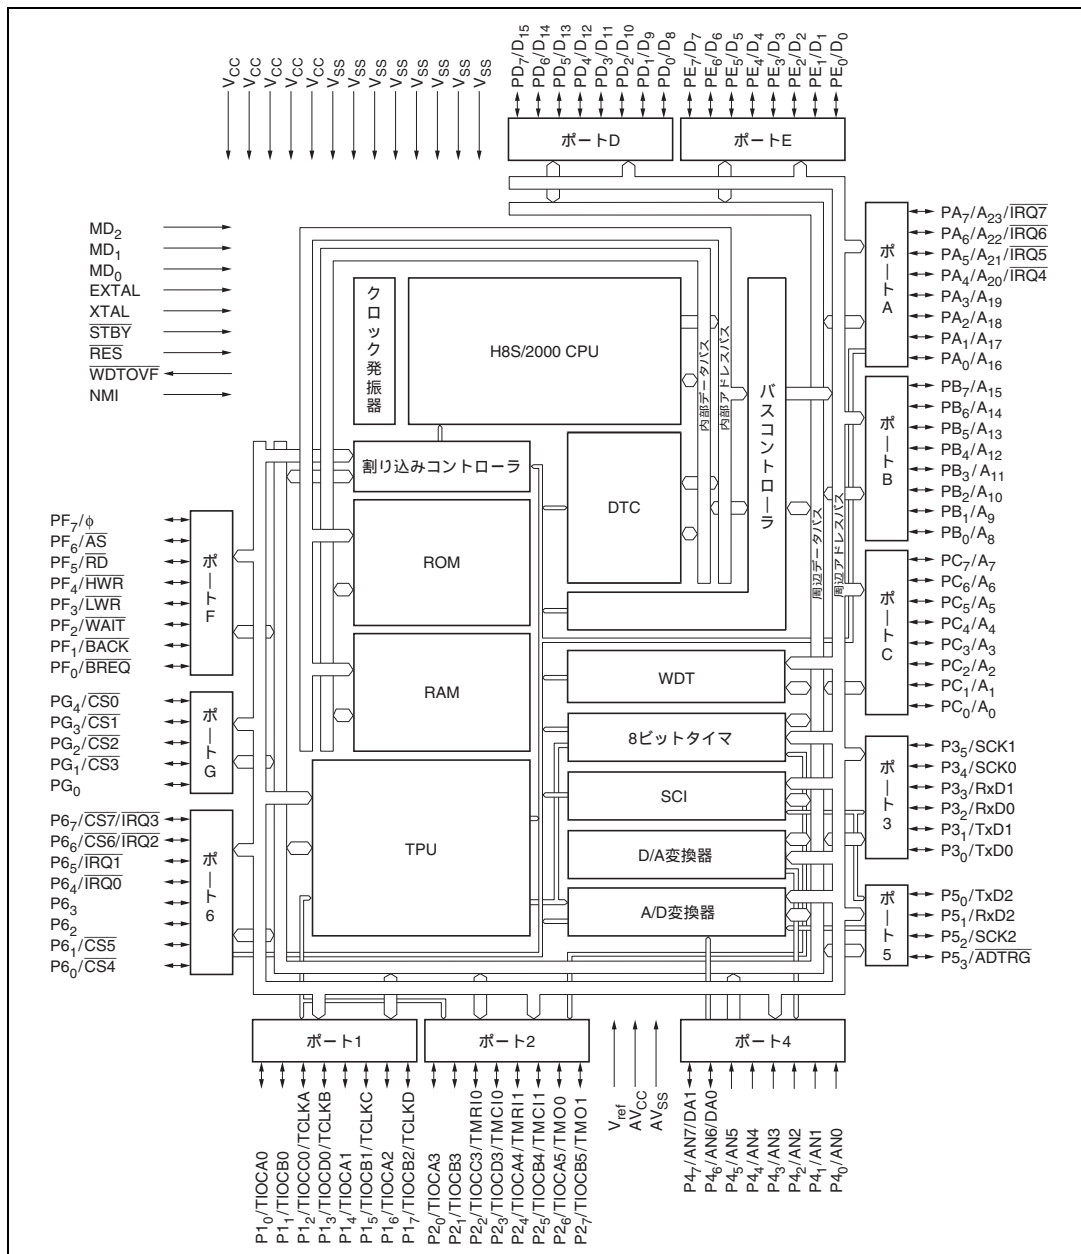 VCC
VCC
VCC
VCC
VCC
VSS
VSS
VSS
VSS
VSS
VSS
VSS
VSS
PD7/D15
PD6/D14
PD5/D13
PD4/D12
PD3/D11
PD2/D10
PD1/D9
PD0/D8
PE7/D7
PE6/D6
PE5/D5
PE4/D4
PE3/D3
PE2/D2
PE1/D1
PE0/D0
ポートD
ポートE
MD2
MD1
MD0
EXTAL
XTAL
STBY
RES
WDTOVF
NMI
クロック発振器
H8S/2000 CPU
内部データバス
内部アドレスバス
バスコントローラ
割り込みコントローラ
DTC
ROM
RAM
TPU
WDT
8ビットタイマ
SCI
D/A変換器
A/D変換器
周辺データバス
周辺アドレスバス
ポートA
PA7/A23/IRQ7
PA6/A22/IRQ6
PA5/A21/IRQ5
PA4/A20/IRQ4
PA3/A19
PA2/A18
PA1/A17
PA0/A16
ポートB
PB7/A15
PB6/A14
PB5/A13
PB4/A12
PB3/A11
PB2/A10
PB1/A9
PB0/A8
ポートC
PC7/A7
PC6/A6
PC5/A5
PC4/A4
PC3/A3
PC2/A2
PC1/A1
PC0/A0
ポート3
P35/SCK1
P34/SCK0
P33/RxD1
P32/RxD0
P31/TxD1
P30/TxD0
ポート5
P50/TxD2
P51/RxD2
P52/SCK2
P53/ADTRG
PF7/φ
PF6/AS
PF5/RD
PF4/HWR
PF3/LWR
PF2/WAIT
PF1/BACK
PF0/BREQ
ポートF
PG4/CS0
PG3/CS1
PG2/CS2
PG1/CS3
PG0
ポートG
P67/CS7/IRQ3
P66/CS6/IRQ2
P65/IRQ1
P64/IRQ0
P63
P62
P61/CS5
P60/CS4
ポート6
ポート1
ポート2
ポート4
P10/TIOCA0
P11/TIOCB0
P12/TIOCC0/TCLKA
P13/TIOCD0/TCLKB
P14/TIOCA1
P15/TIOCB1/TCLKC
P16/TIOCA2
P17/TIOCB2/TCLKD
P20/TIOCA3
P21/TIOCB3
P22/TIOCC3/TMRI0
P23/TIOCD3/TMCI0
P24/TIOCA4/TMRI1
P25/TIOCB4/TMCI1
P26/TIOCA5/TMO0
P27/TIOCB5/TMO1
Vref
AVCC
AVSS
P47/AN7/DA1
P46/AN6/DA0
P45/AN5
P44/AN4
P43/AN3
P42/AN2
P41/AN1
P40/AN0